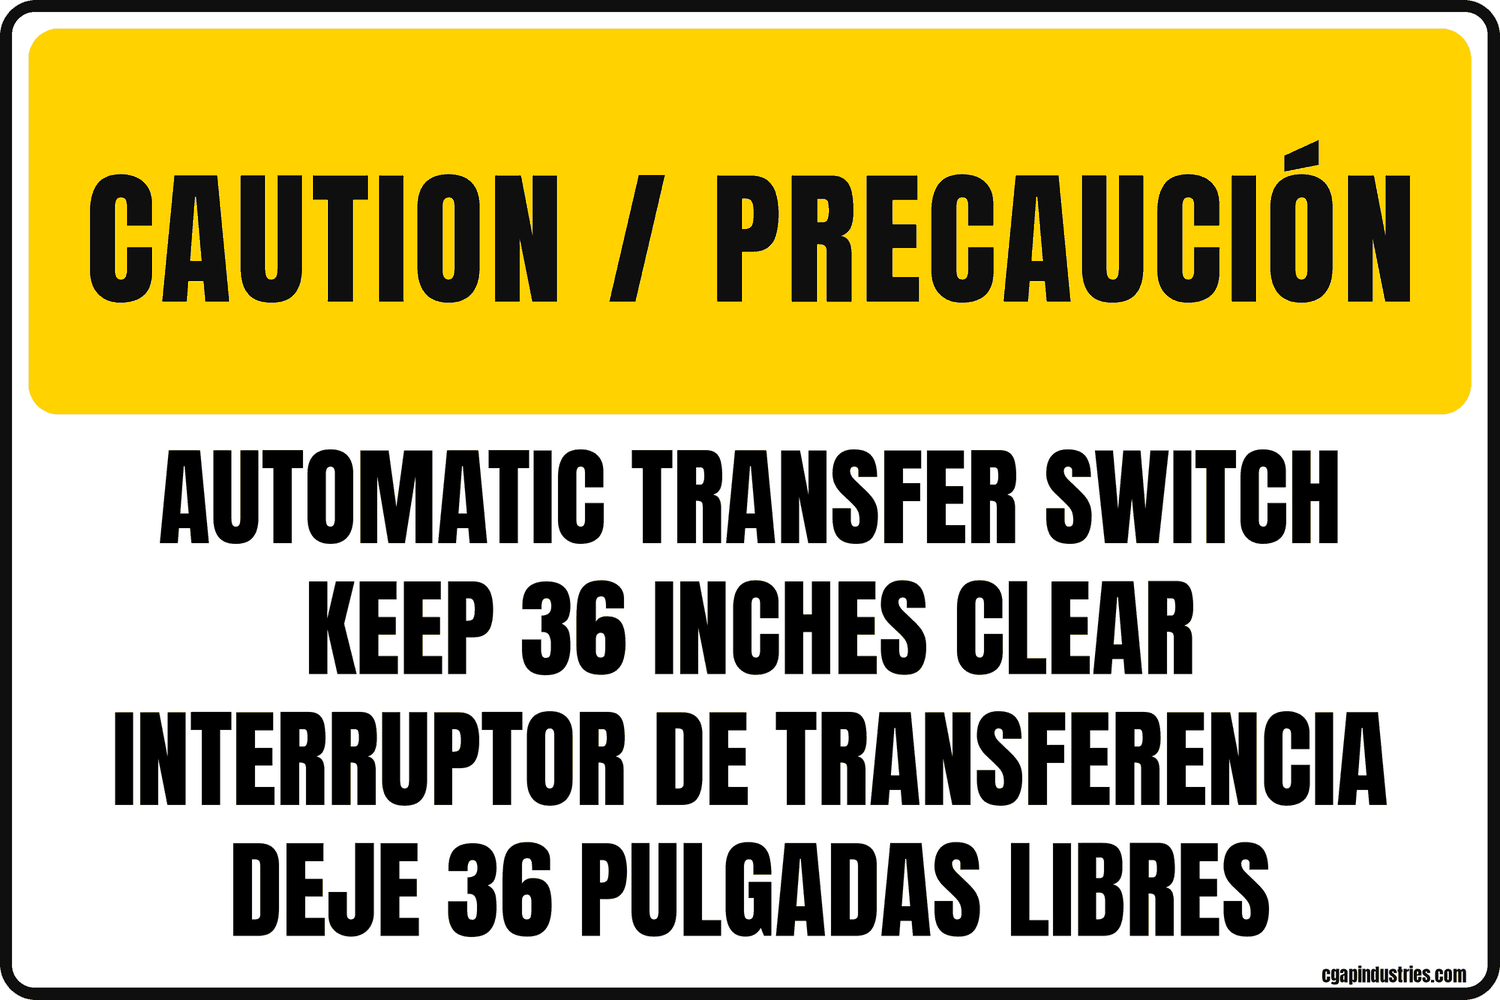 CAUTION / PRECAUCIÓN
AUTOMATIC TRANSFER SWITCH
KEEP 36 INCHES CLEAR
INTERRUPTOR DE TRANSFERENCIA
DEJE 36 PULGADAS LIBRES
cgapindustries.com